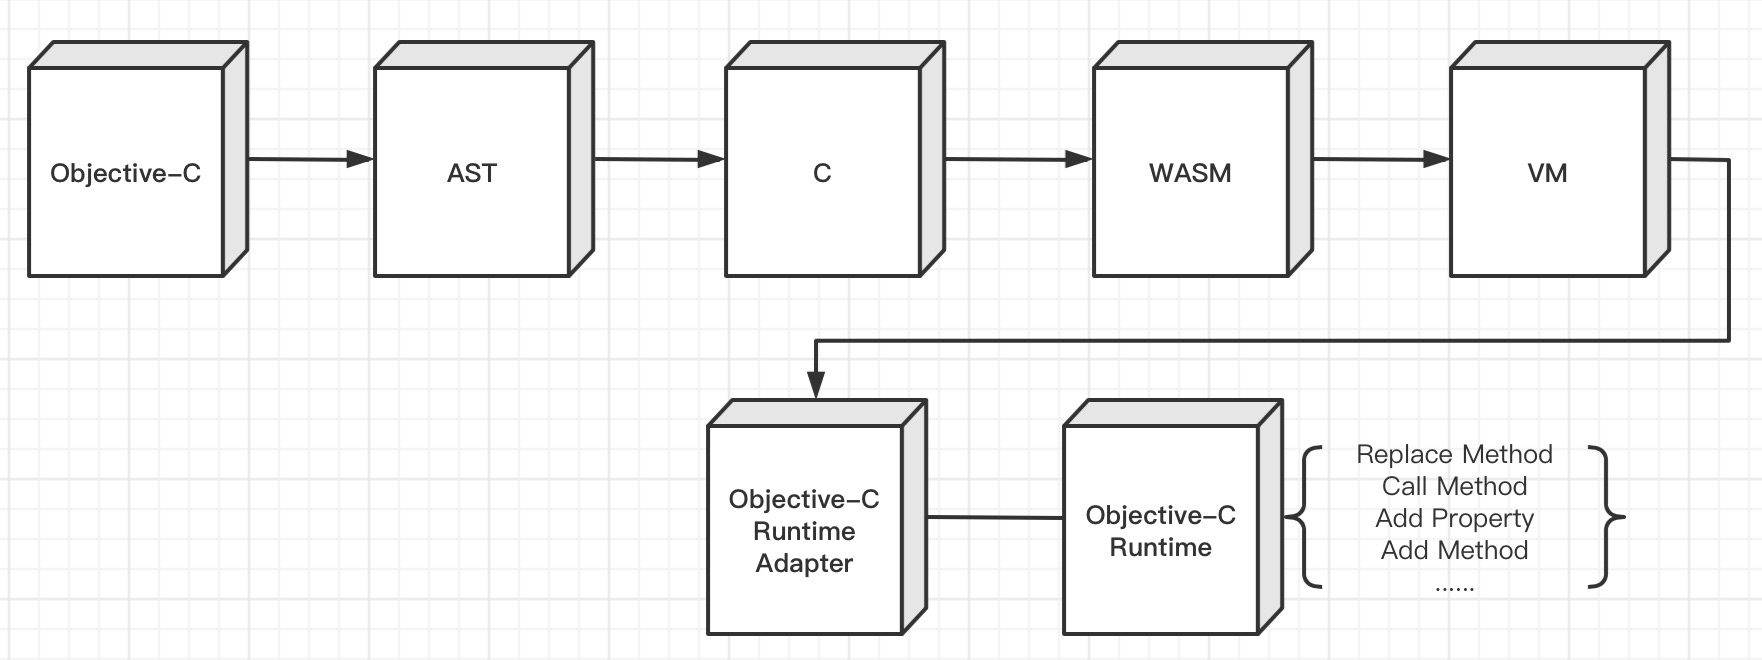 Objective-C
AST
C
WASM
VM
Objective-C
Runtime
Adapter
Objective-C
Runtime
Replace Method
Call Method
Add Property
Add Method
......